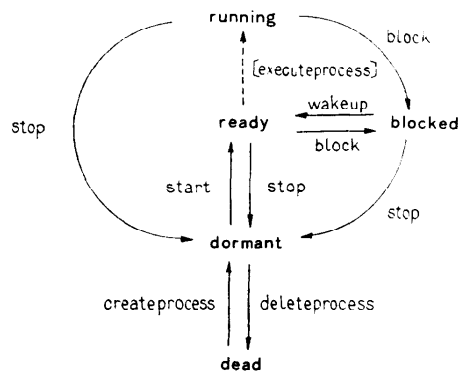 running
block
[executeprocess]
wakeup
stop
ready
blocked
block
start
stop
stop
dormant
createprocess
deleteprocess
dead